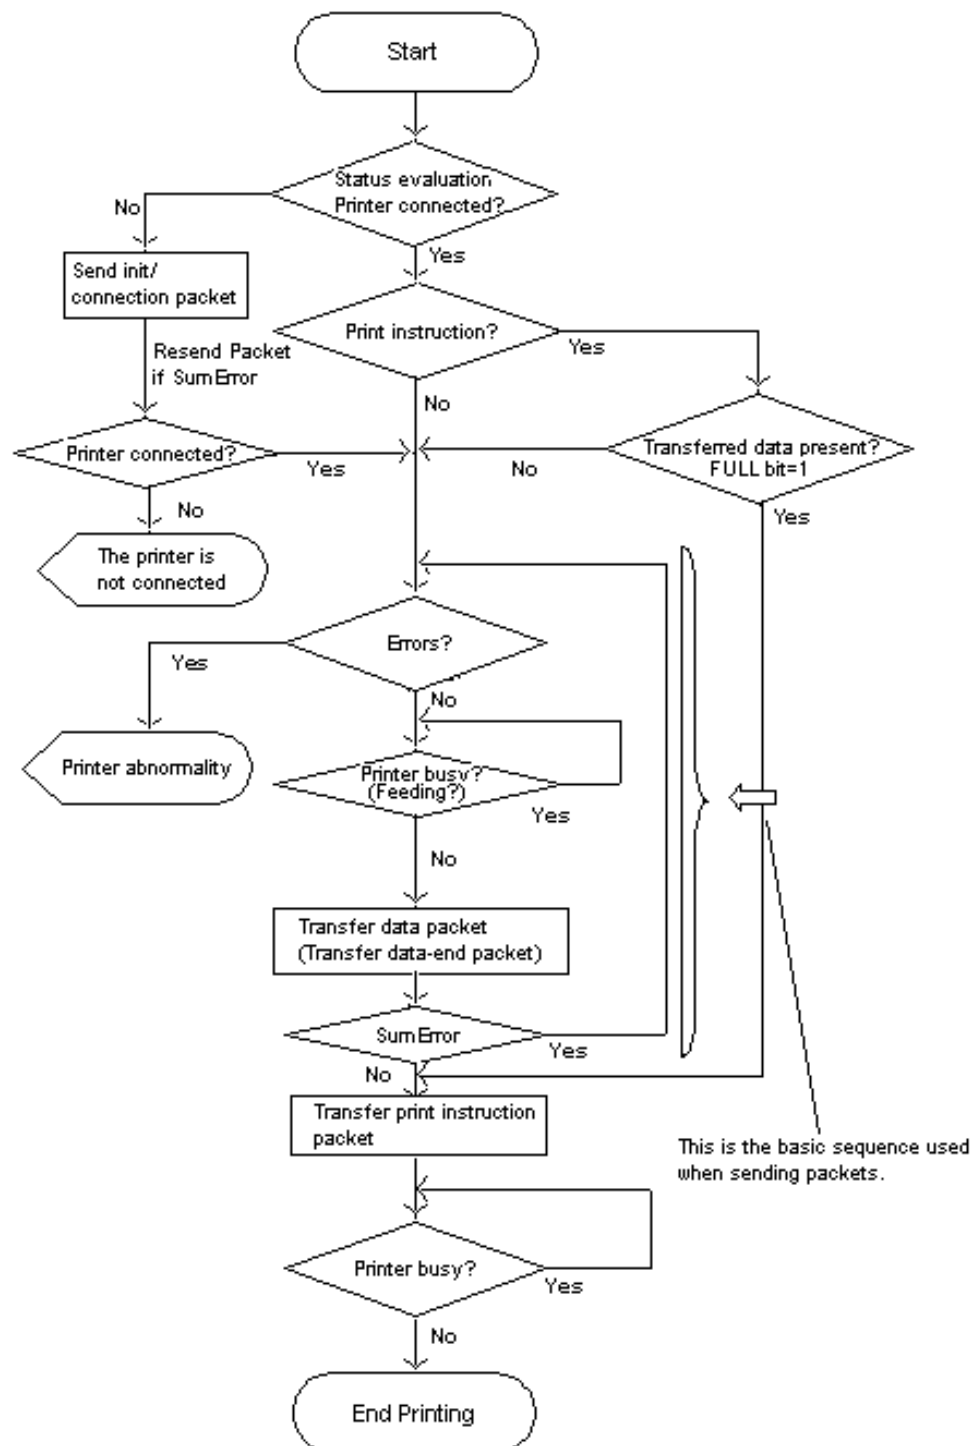 Start
Status evaluation
Printer connected?
No
Yes
Send init/
connection packet
Print instruction?
Yes
Resend Packet
if SumError
No
Printer connected?
Yes
No
Transferred data present?
FULL bit=1
No
Yes
The printer is
not connected
Errors?
Yes
No
Printer abnormality
Printer busy?
(Feeding?)
Yes
No
Transfer data packet
(Transfer data-end packet)
SumError
Yes
No
Transfer print instruction
packet
This is the basic sequence used
when sending packets.
Printer busy?
Yes
No
End Printing